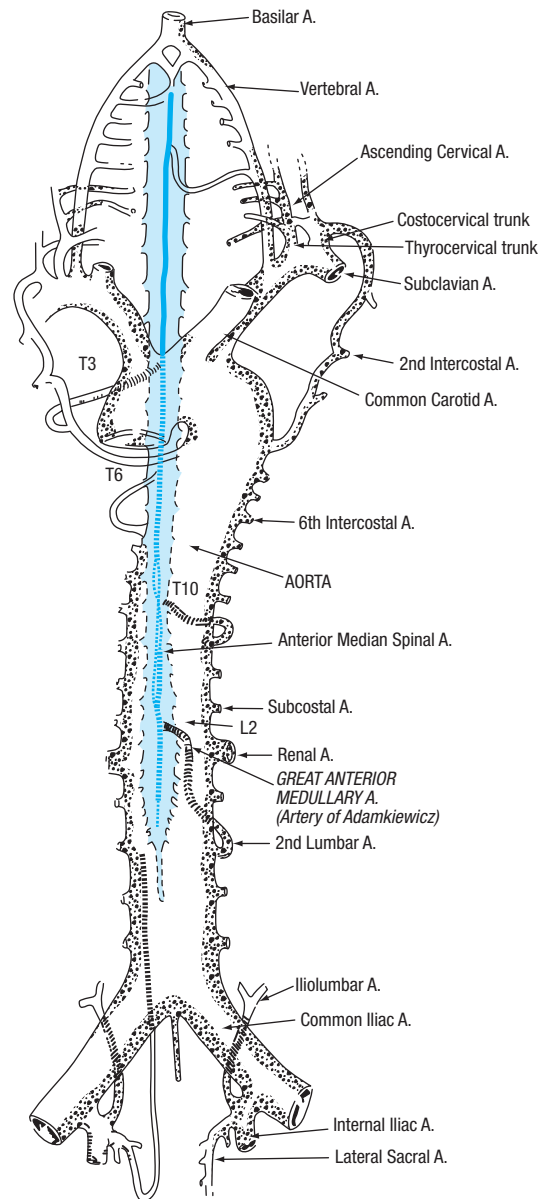 Basilar A.
Vertebral A.
Ascending Cervical A.
Costocervical trunk
Thyrocervical trunk
Subclavian A.
T3
2nd Intercostal A.
Common Carotid A.
T6
6th Intercostal A.
AORTA
T10
Anterior Median Spinal A.
Subcostal A.
L2
Renal A.
GREAT ANTERIOR
MEDULLARY A.
(Artery of Adamkiewicz)
2nd Lumbar A.
Iliolumbar A.
Common Iliac A.
Internal Iliac A.
Lateral Sacral A.